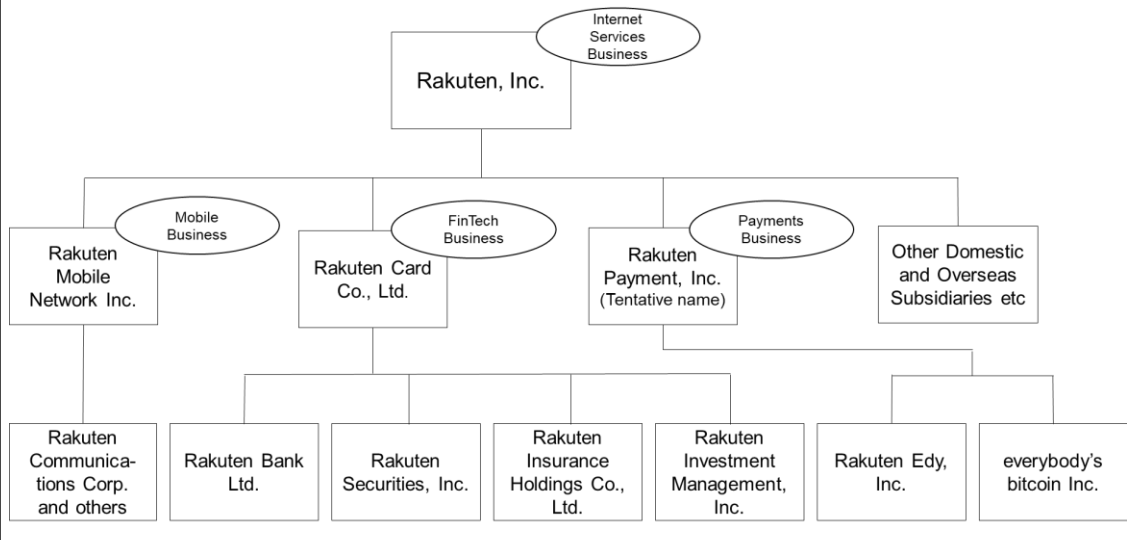 Internet
Services
Business
Rakuten, Inc.
Mobile
Business
FinTech
Business
Payments
Business
Rakuten
Mobile
Network Inc.
Rakuten Card
Co., Ltd.
Rakuten
Payment, Inc.
(Tentative name)
Other Domestic
and Overseas
Subsidiaries etc
Rakuten
Communica-
tions Corp.
and others
Rakuten Bank
Ltd.
Rakuten
Securities, Inc.
Rakuten
Insurance
Holdings Co.,
Ltd.
Rakuten
Investment
Management,
Inc.
Rakuten Edy,
Inc.
everybody's
bitcoin Inc.